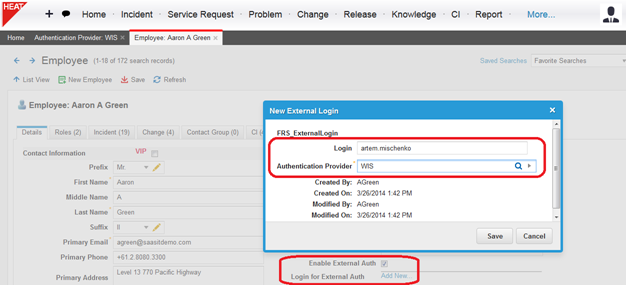 HEAT
Home Incident Service Request Problem Change Release Knowledge CI Report More...
Home Authentication Provider: WIS × Employee: Aaron A Green ×
Employee (1-18 of 172 search records) Saved Searches Favorite Searches
List View New Employee Save Refresh
Employee: Aaron A Green
Details Roles (2) Incident (19) Change (4) Contact Group (0)
Contact Information VIP
Prefix Mr.
First Name Aaron
Middle Name A
Last Name Green
Suffix II
Primary Email agreen@saasitdemo.com
Primary Phone +61.2.8080.3300
Primary Address Level 13 770 Pacific Highway
New External Login ×
FRS_ExternalLogin
Login artem.mischenko
Authentication Provider WIS
Created By: AGreen
Created On: 3/26/2014 1:42 PM
Modified By: AGreen
Modified On: 3/26/2014 1:42 PM
Save Cancel
Enable External Auth
Login for External Auth Add New...